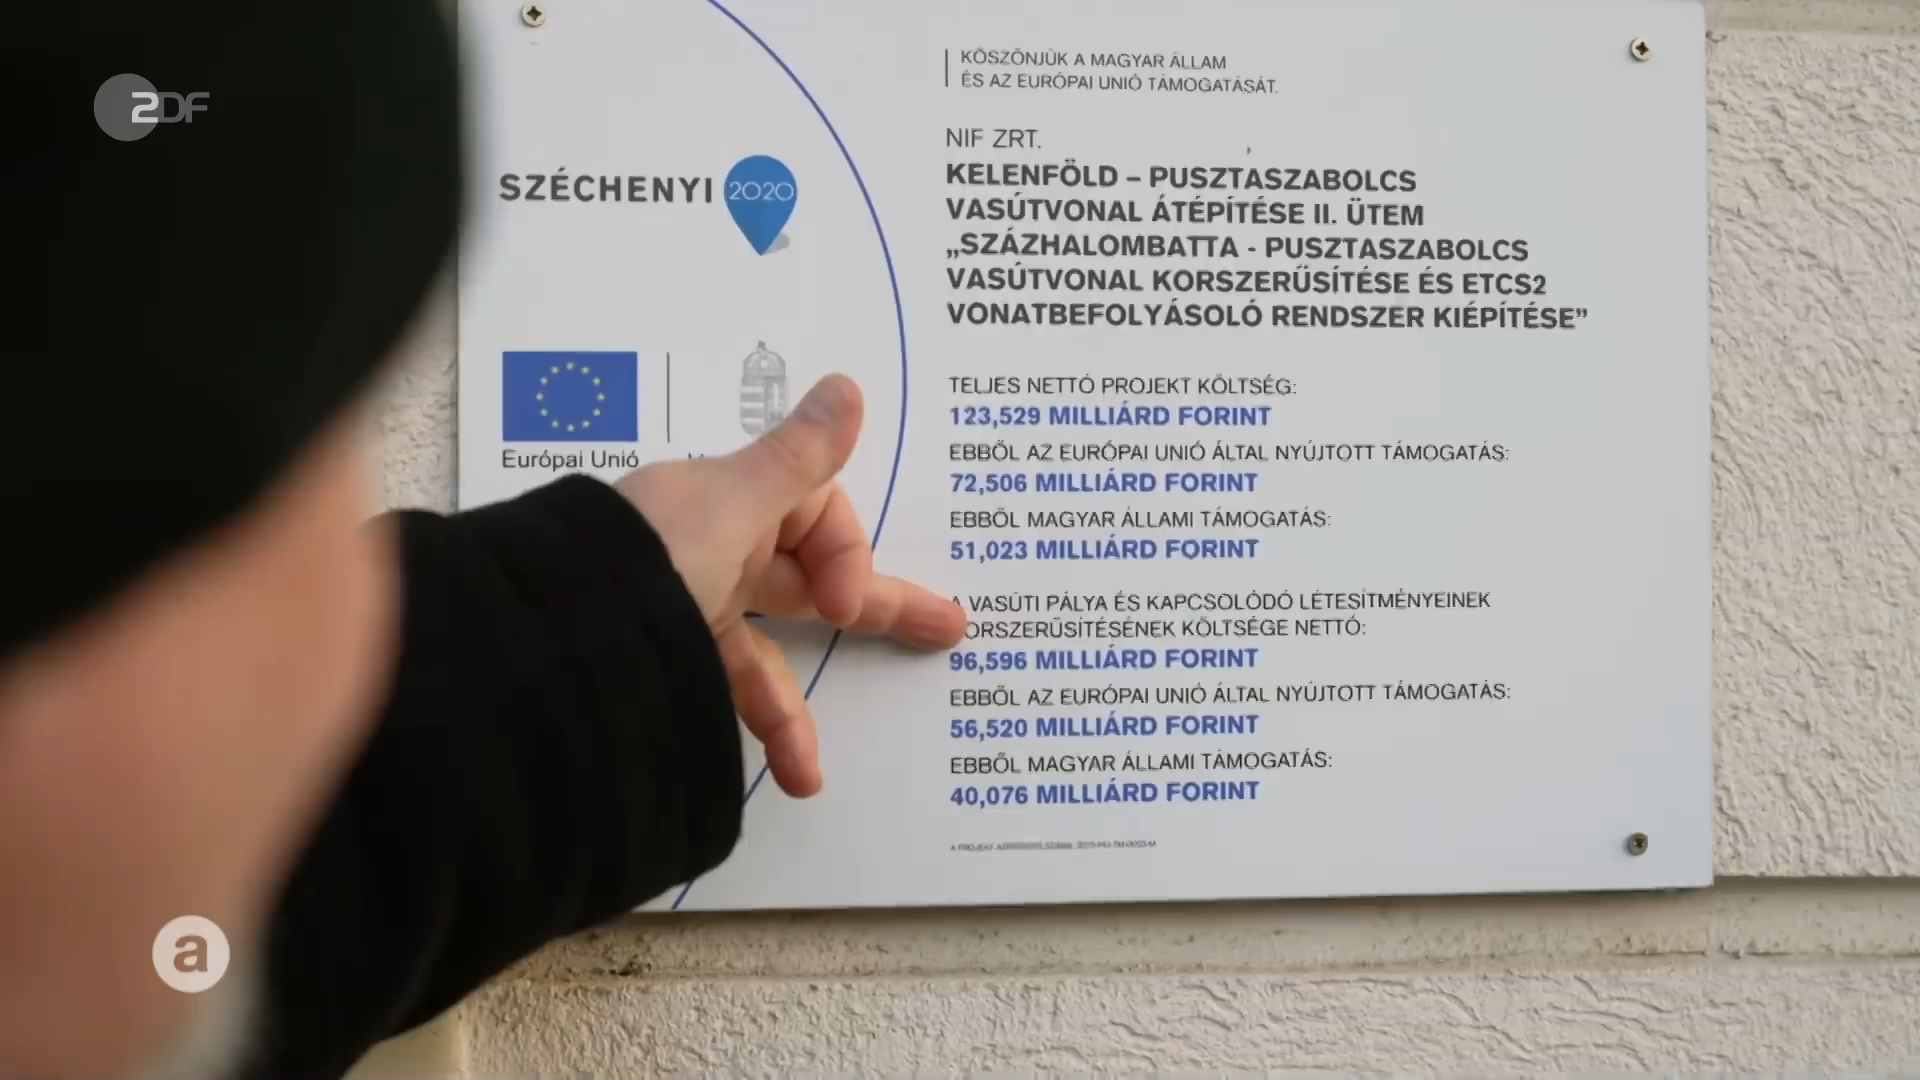 ZDF
KÖSZÖNJÜK A MAGYAR ÁLLAM
ÉS AZ EURÓPAI UNIÓ TÁMOGATÁSÁT.
SZÉCHENYI 2020
NIF ZRT.
KELENFÖLD – PUSZTASZABOLCS
VASÚTVONAL ÁTÉPÍTÉSE II. ÜTEM
„SZÁZHALOMBATTA - PUSZTASZABOLCS
VASÚTVONAL KORSZERŰSÍTÉSE ÉS ETCS2
VONATBEFOLYÁSOLÓ RENDSZER KIÉPÍTÉSE”
Európai Unió
TELJES NETTÓ PROJEKT KÖLTSÉG:
123,529 MILLIÁRD FORINT
EBBŐL AZ EURÓPAI UNIÓ ÁLTAL NYÚJTOTT TÁMOGATÁS:
72,506 MILLIÁRD FORINT
EBBŐL MAGYAR ÁLLAMI TÁMOGATÁS:
51,023 MILLIÁRD FORINT
A VASÚTI PÁLYA ÉS KAPCSOLÓDÓ LÉTESÍTMÉNYEINEK
ORSZERŰSÍTÉSÉNEK KÖLTSÉGE NETTÓ:
96,596 MILLIÁRD FORINT
EBBŐL AZ EURÓPAI UNIÓ ÁLTAL NYÚJTOTT TÁMOGATÁS:
56,520 MILLIÁRD FORINT
EBBŐL MAGYAR ÁLLAMI TÁMOGATÁS:
40,076 MILLIÁRD FORINT
a